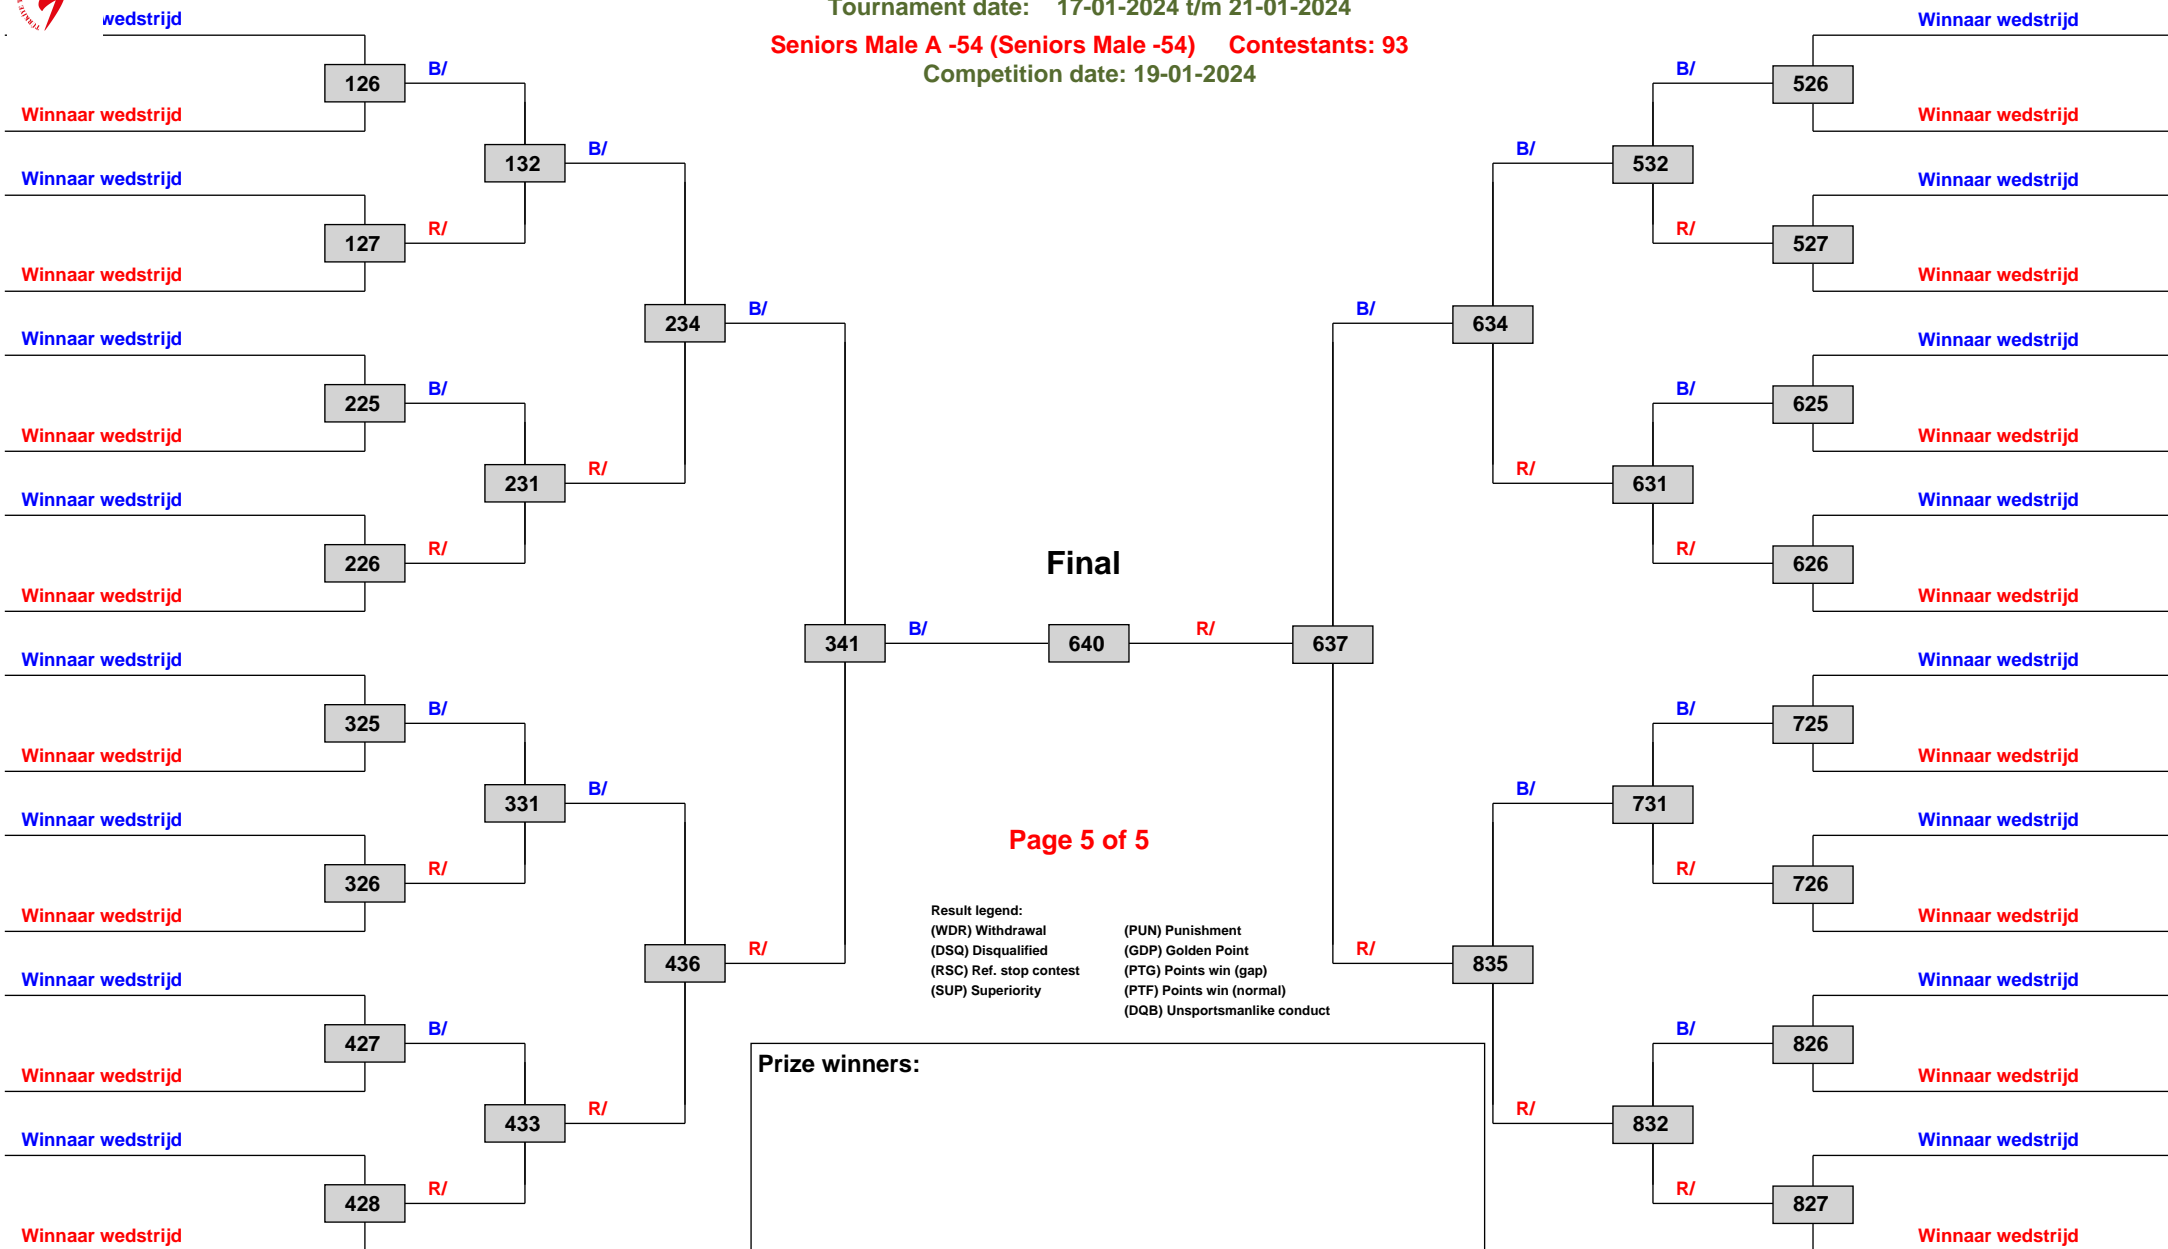 Tournament date: 17-01-2024 t/m 21-01-2024
Seniors Male A -54 (Seniors Male -54) Contestants: 93
Competition date: 19-01-2024
wedstrijd
126
B/
Winnaar wedstrijd
132
B/
Winnaar wedstrijd
127
R/
Winnaar wedstrijd
234
B/
Winnaar wedstrijd
225
B/
Winnaar wedstrijd
231
R/
Winnaar wedstrijd
226
R/
Winnaar wedstrijd
341
B/
Winnaar wedstrijd
325
B/
Winnaar wedstrijd
331
B/
Winnaar wedstrijd
326
R/
Winnaar wedstrijd
436
R/
Winnaar wedstrijd
427
B/
Winnaar wedstrijd
433
R/
Winnaar wedstrijd
428
R/
Winnaar wedstrijd
Final
640
R/
637
Page 5 of 5
Result legend:
(WDR) Withdrawal
(DSQ) Disqualified
(RSC) Ref. stop contest
(SUP) Superiority
(PUN) Punishment
(GDP) Golden Point
(PTG) Points win (gap)
(PTF) Points win (normal)
(DQB) Unsportsmanlike conduct
Prize winners:
Winnaar wedstrijd
B/
526
Winnaar wedstrijd
B/
532
Winnaar wedstrijd
R/
527
Winnaar wedstrijd
B/
634
Winnaar wedstrijd
B/
625
Winnaar wedstrijd
R/
631
Winnaar wedstrijd
R/
626
Winnaar wedstrijd
Winnaar wedstrijd
B/
725
Winnaar wedstrijd
B/
731
Winnaar wedstrijd
R/
726
Winnaar wedstrijd
R/
835
Winnaar wedstrijd
B/
826
Winnaar wedstrijd
R/
832
Winnaar wedstrijd
R/
827
Winnaar wedstrijd